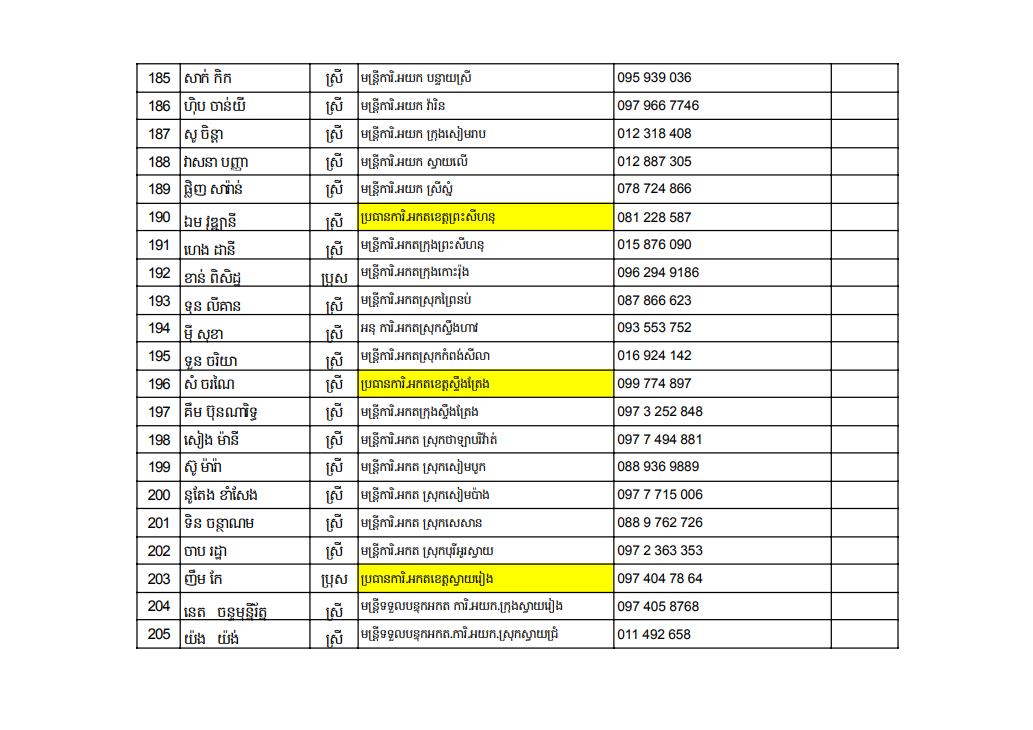 185 សាក់ កិក ស្រី មន្ត្រីការិ.អយក បន្ទាយស្រី 095 939 036
186 ហ៊ិប ចាន់យី ស្រី មន្ត្រីការិ.អយក វ៉ារិន 097 966 7746
187 សូ ចិន្តា ស្រី មន្ត្រីការិ.អយក ក្រុងសៀមរាប 012 318 408
188 វាសនា បញ្ញា ស្រី មន្ត្រីការិ.អយក ស្វាយលើ 012 887 305
189 ផ្លិញ សារ៉ាន់ ស្រី មន្ត្រីការិ.អយក ស្រីស្នំ 078 724 866
190 ឯម វុឌ្ឍានី ស្រី ប្រធានការិ.អកតខេត្តព្រះសីហនុ 081 228 587
191 ហេង ដានី ស្រី មន្ត្រីការិ.អកតក្រុងព្រះសីហនុ 015 876 090
192 ខាន់ ពិសិដ្ឋ ប្រុស មន្ត្រីការិ.អកតក្រុងកោះរ៉ុង 096 294 9186
193 ទុន លីគាន ស្រី មន្ត្រីការិ.អកតស្រុកព្រៃនប់ 087 866 623
194 ម៉ី សុខា ស្រី អនុ ការិ.អកតស្រុកស្ទឹងហាវ 093 553 752
195 ទួន ចរិយា ស្រី មន្ត្រីការិ.អកតស្រុកកំពង់សីលា 016 924 142
196 សំ ចរណៃ ស្រី ប្រធានការិ.អកតខេត្តស្ទឹងត្រែង 099 774 897
197 គឹម ប៊ុនណារិទ្ធ ស្រី មន្ត្រីការិ.អកតក្រុងស្ទឹងត្រែង 097 3 252 848
198 សៀង ម៉ានី ស្រី មន្ត្រីការិ.អកត ស្រុកថាឡាបរិវ៉ាត់ 097 7 494 881
199 ស៊ូ ម៉ារ៉ា ស្រី មន្ត្រីការិ.អកត ស្រុកសៀមបូក 088 936 9889
200 នូតែង ខាំសែង ស្រី មន្ត្រីការិ.អកត ស្រុកសៀមប៉ាង 097 7 715 006
201 ទិន ចន្ថាណម ស្រី មន្ត្រីការិ.អកត ស្រុកសេសាន 088 9 762 726
202 ចាប រដ្ឋា ស្រី មន្ត្រីការិ.អកត ស្រុកបុរីអូរស្វាយ 097 2 363 353
203 ញឹម កែ ប្រុស ប្រធានការិ.អកតខេត្តស្វាយរៀង 097 404 78 64
204 នេត ចន្ទមុន្នីរ័ត្ន ស្រី មន្ត្រីទទួលបន្ទុកអកត ការិ.អយក.ក្រុងស្វាយរៀង 097 405 8768
205 យ៉ង យ៉ង់ ស្រី មន្ត្រីទទួលបន្ទុកអកត.ការិ.អយក.ស្រុកស្វាយជ្រំ 011 492 658